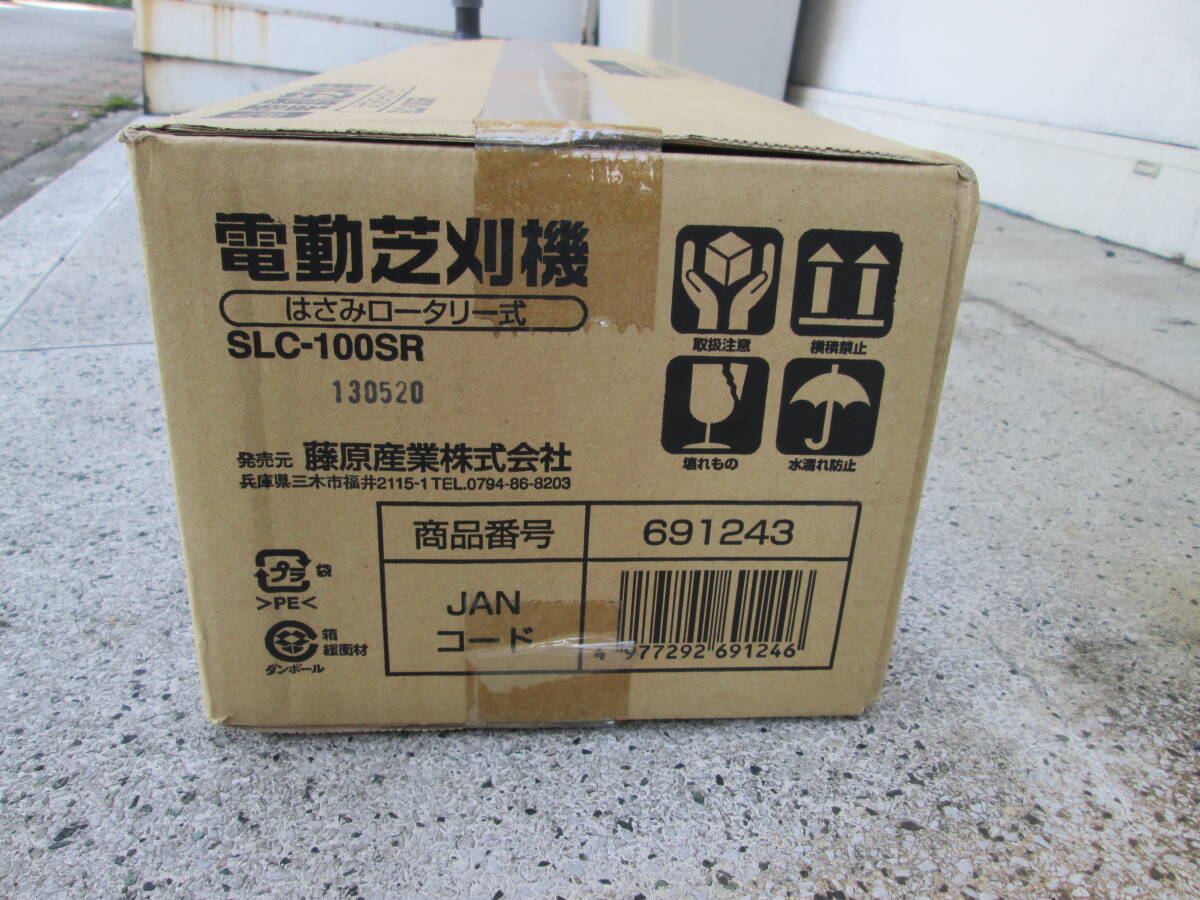 電動芝刈機
はさみロータリー式
SLC-100SR
130520
発売元 藤原産業株式会社
兵庫県三木市福井2115-1 TEL.0794-86-8203
取扱注意
横積禁止
壊れもの
水濡れ防止
商品番号 691243
JAN
コード
4 977292 691246
プラ 袋
>PE<
箱
緩衝材
ダンボール